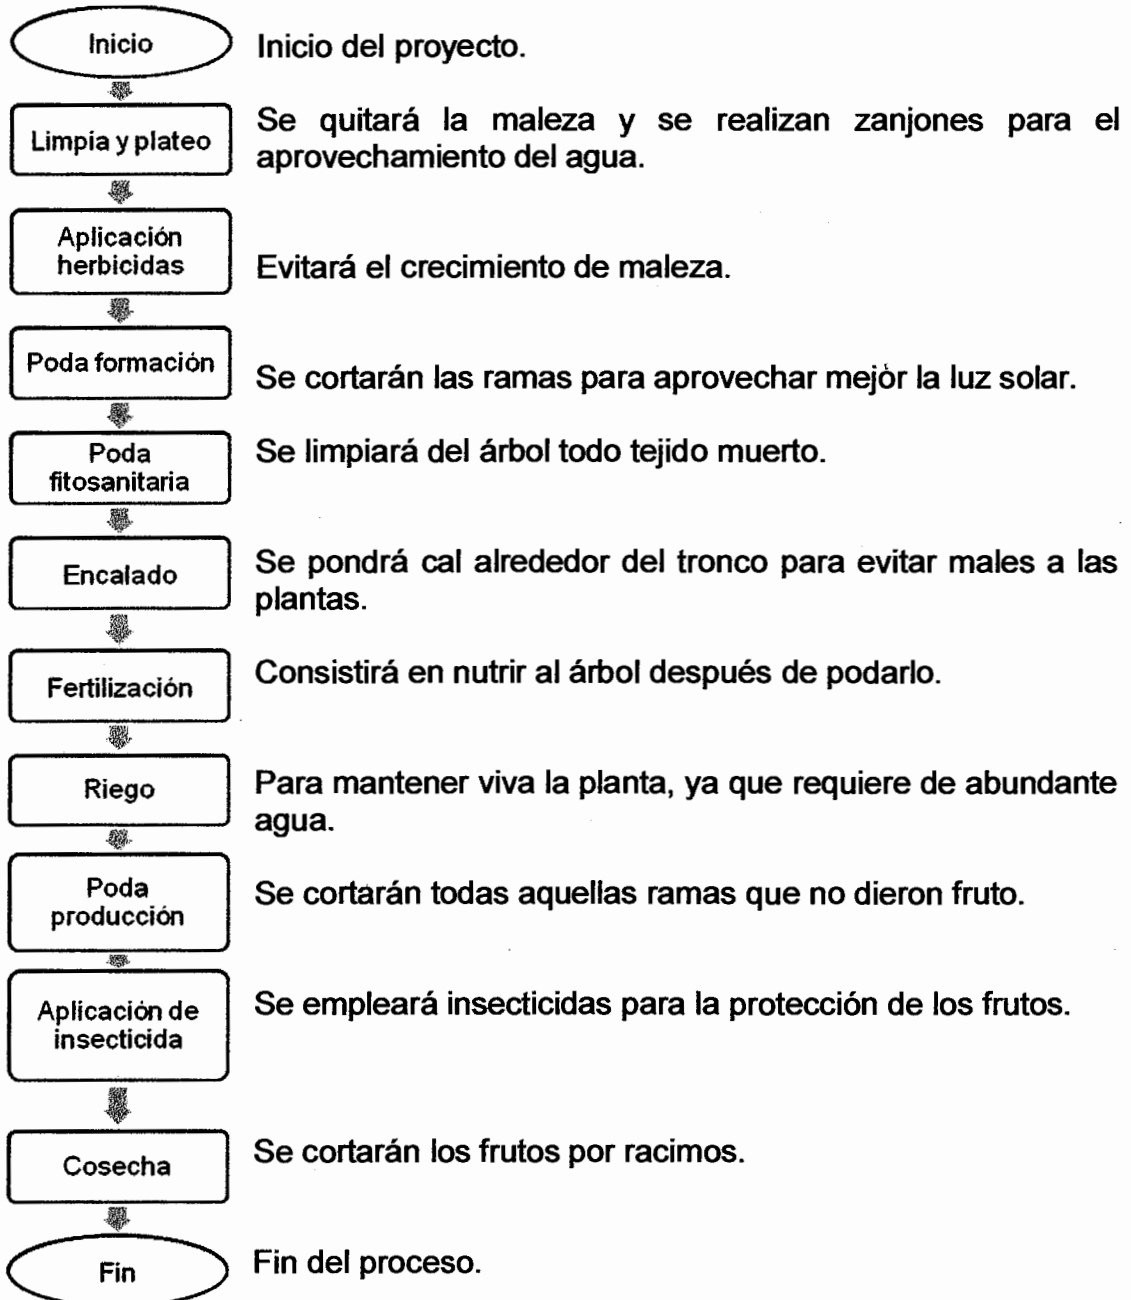 Inicio
Inicio del proyecto.
Limpia y plateo
Se quitará la maleza y se realizan zanjones para el
aprovechamiento del agua.
Aplicación
herbicidas
Evitará el crecimiento de maleza.
Poda formación
Se cortarán las ramas para aprovechar mejor la luz solar.
Poda
fitosanitaria
Se limpiará del árbol todo tejido muerto.
Encalado
Se pondrá cal alrededor del tronco para evitar males a las
plantas.
Fertilización
Consistirá en nutrir al árbol después de podarlo.
Riego
Para mantener viva la planta, ya que requiere de abundante
agua.
Poda
producción
Se cortarán todas aquellas ramas que no dieron fruto.
Aplicación de
insecticida
Se empleará insecticidas para la protección de los frutos.
Cosecha
Se cortarán los frutos por racimos.
Fin
Fin del proceso.